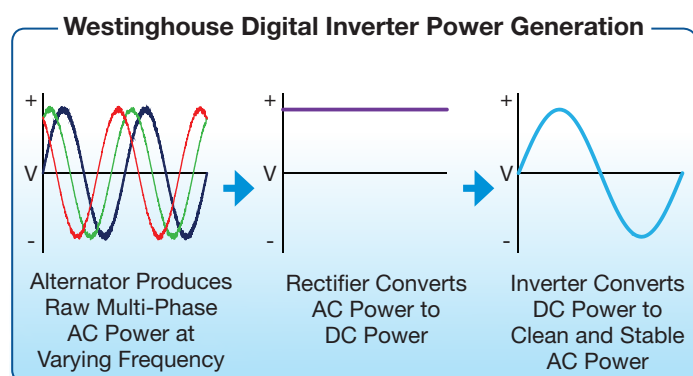 Westinghouse Digital Inverter Power Generation
+
V
-
+
V
-
+
V
-
Alternator Produces
Raw Multi-Phase
AC Power at
Varying Frequency
Rectifier Converts
AC Power to
DC Power
Inverter Converts
DC Power to
Clean and Stable
AC Power